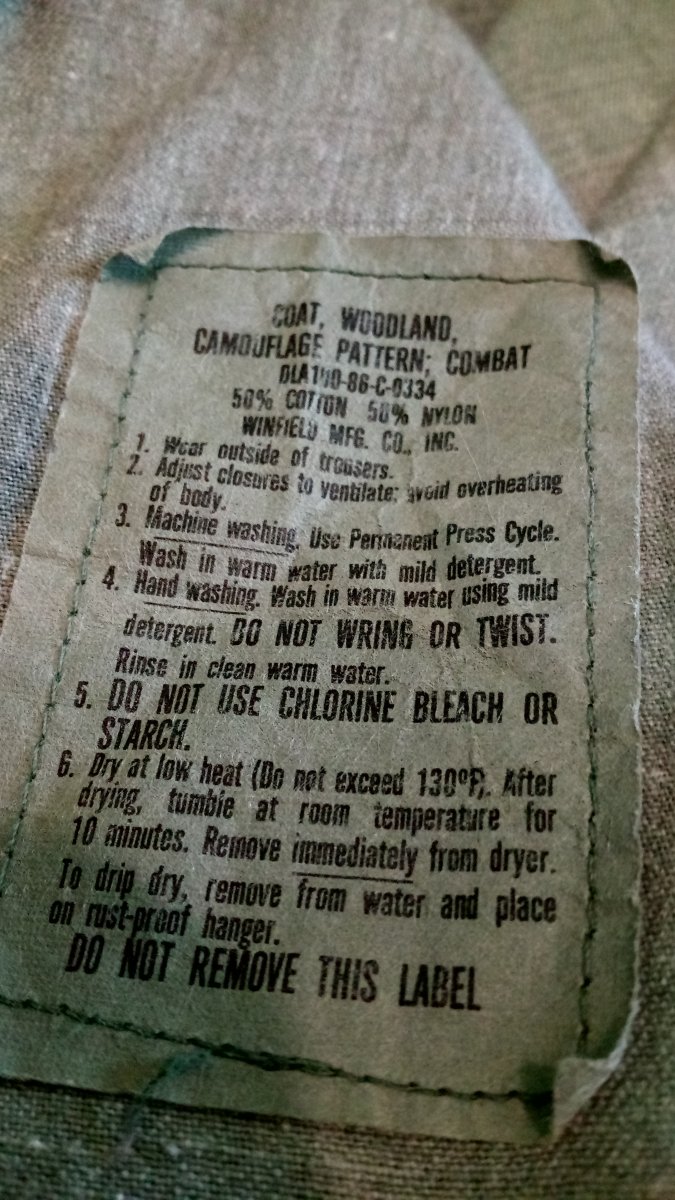 COAT, WOODLAND,
CAMOUFLAGE PATTERN; COMBAT
DLA100-86-C-0334
50% COTTON 50% NYLON
WINFIELD MFG. CO., INC.
1. Wear outside of trousers.
2. Adjust closures to ventilate; avoid overheating
of body.
3. Machine washing. Use Permanent Press Cycle.
Wash in warm water with mild detergent.
4. Hand washing. Wash in warm water using mild
detergent. DO NOT WRING OR TWIST.
Rinse in clean warm water.
5. DO NOT USE CHLORINE BLEACH OR
STARCH.
6. Dry at low heat (Do not exceed 130ºF). After
drying, tumble at room temperature for
10 minutes. Remove immediately from dryer.
To drip dry, remove from water and place
on rust-proof hanger.
DO NOT REMOVE THIS LABEL